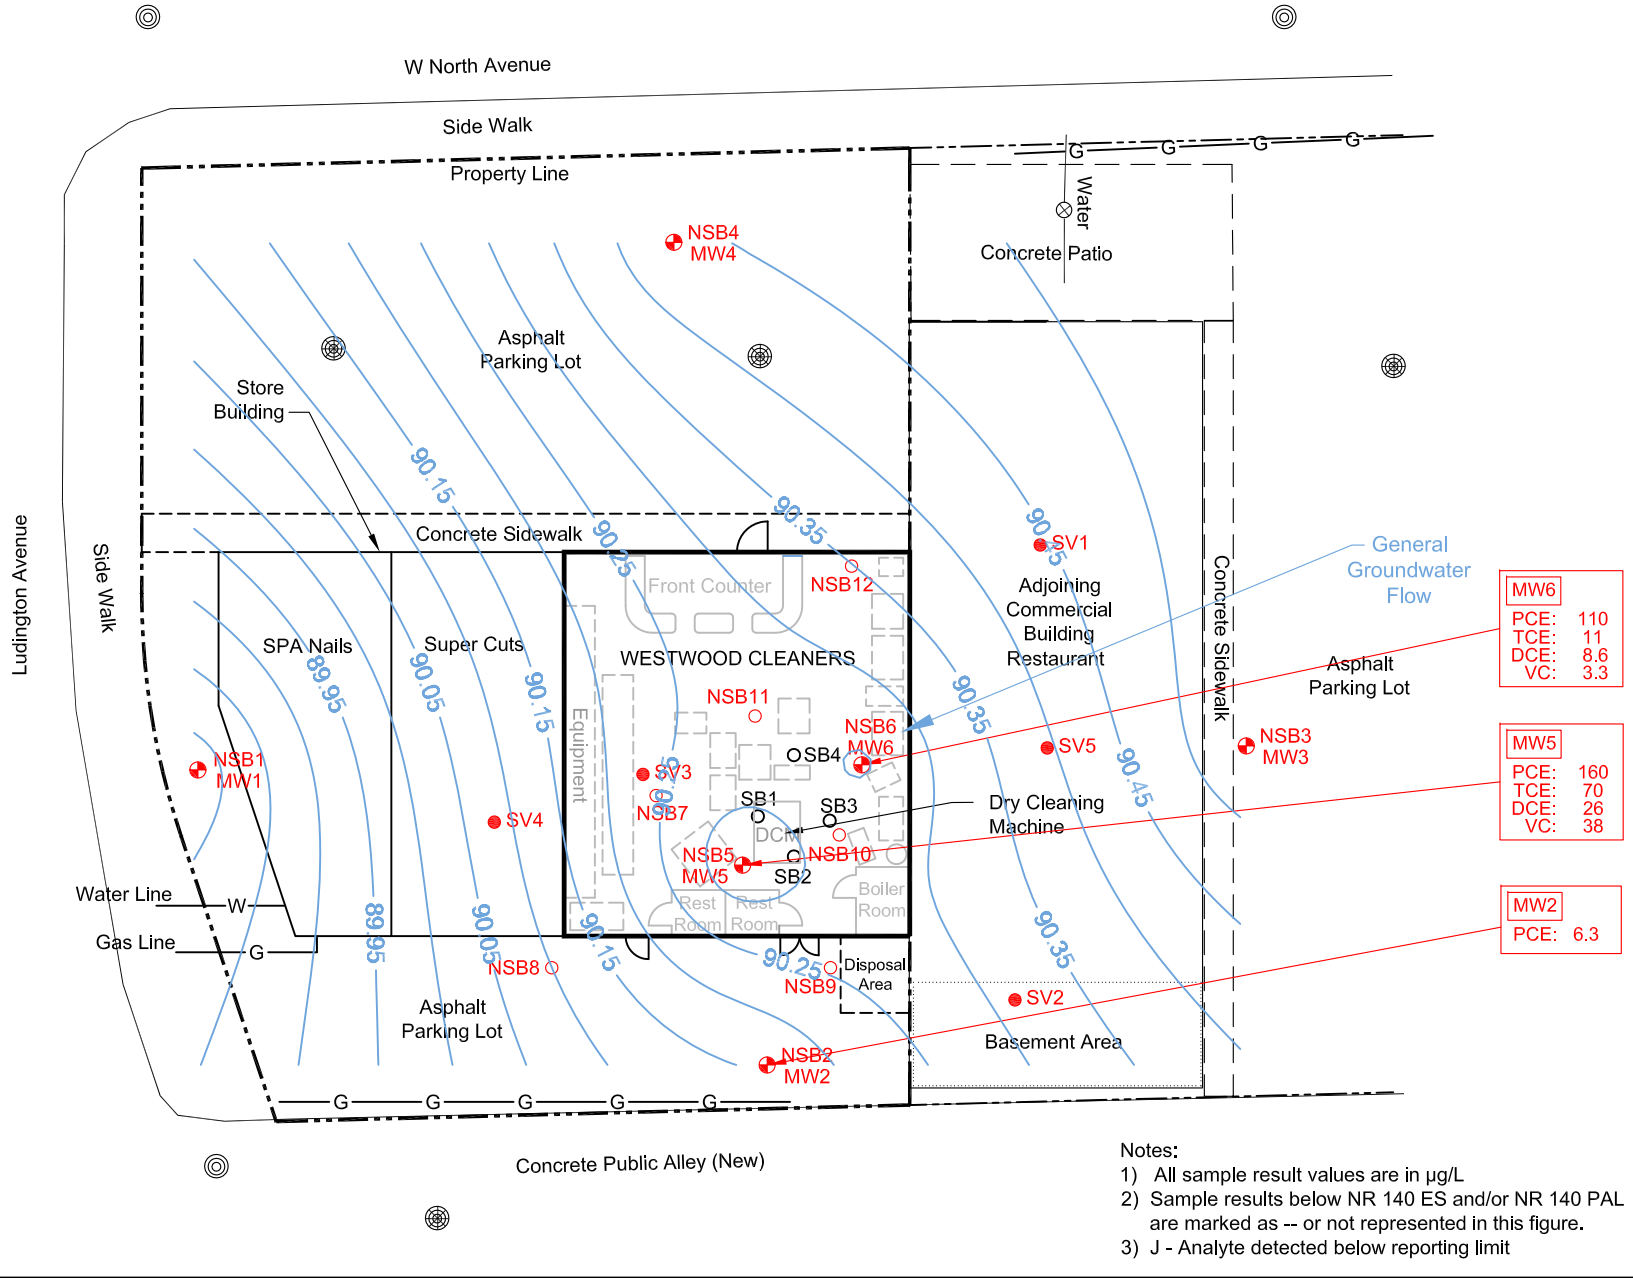 W North Avenue
Side Walk
Property Line
G G G G
Water
Concrete Patio
NSB4
MW4
Asphalt
Parking Lot
Store
Building
90.15
90.35
90.45
90.25
Concrete Sidewalk
Ludington Avenue
Side Walk
SV1
General
Groundwater
Flow
Front Counter
NSB12
Adjoining
Commercial
Building
Restaurant
Concrete Sidewalk
MW6
PCE: 110
TCE: 11
DCE: 8.6
VC: 3.3
SPA Nails
Super Cuts
WESTWOOD CLEANERS
Asphalt
Parking Lot
89.95
90.05
90.15
90.35
NSB11
Equipment
NSB6
MW6
SB4
SV5
NSB3
MW3
90.45
MW5
PCE: 160
TCE: 70
DCE: 26
VC: 38
NSB1
MW1
SV3
90.25
NSB7
SV4
SB1
SB3
DCM
Dry Cleaning
Machine
NSB5
MW5
NSB10
SB2
Boiler
Room
Rest
Room
Rest
Room
Water Line
W
Gas Line
G
89.95
90.05
90.15
90.25
90.35
MW2
PCE: 6.3
NSB8
NSB9
Disposal
Area
SV2
Asphalt
Parking Lot
Basement Area
NSB2
MW2
G G G G G
Concrete Public Alley (New)
Notes:
1) All sample result values are in µg/L
2) Sample results below NR 140 ES and/or NR 140 PAL
are marked as -- or not represented in this figure.
3) J - Analyte detected below reporting limit